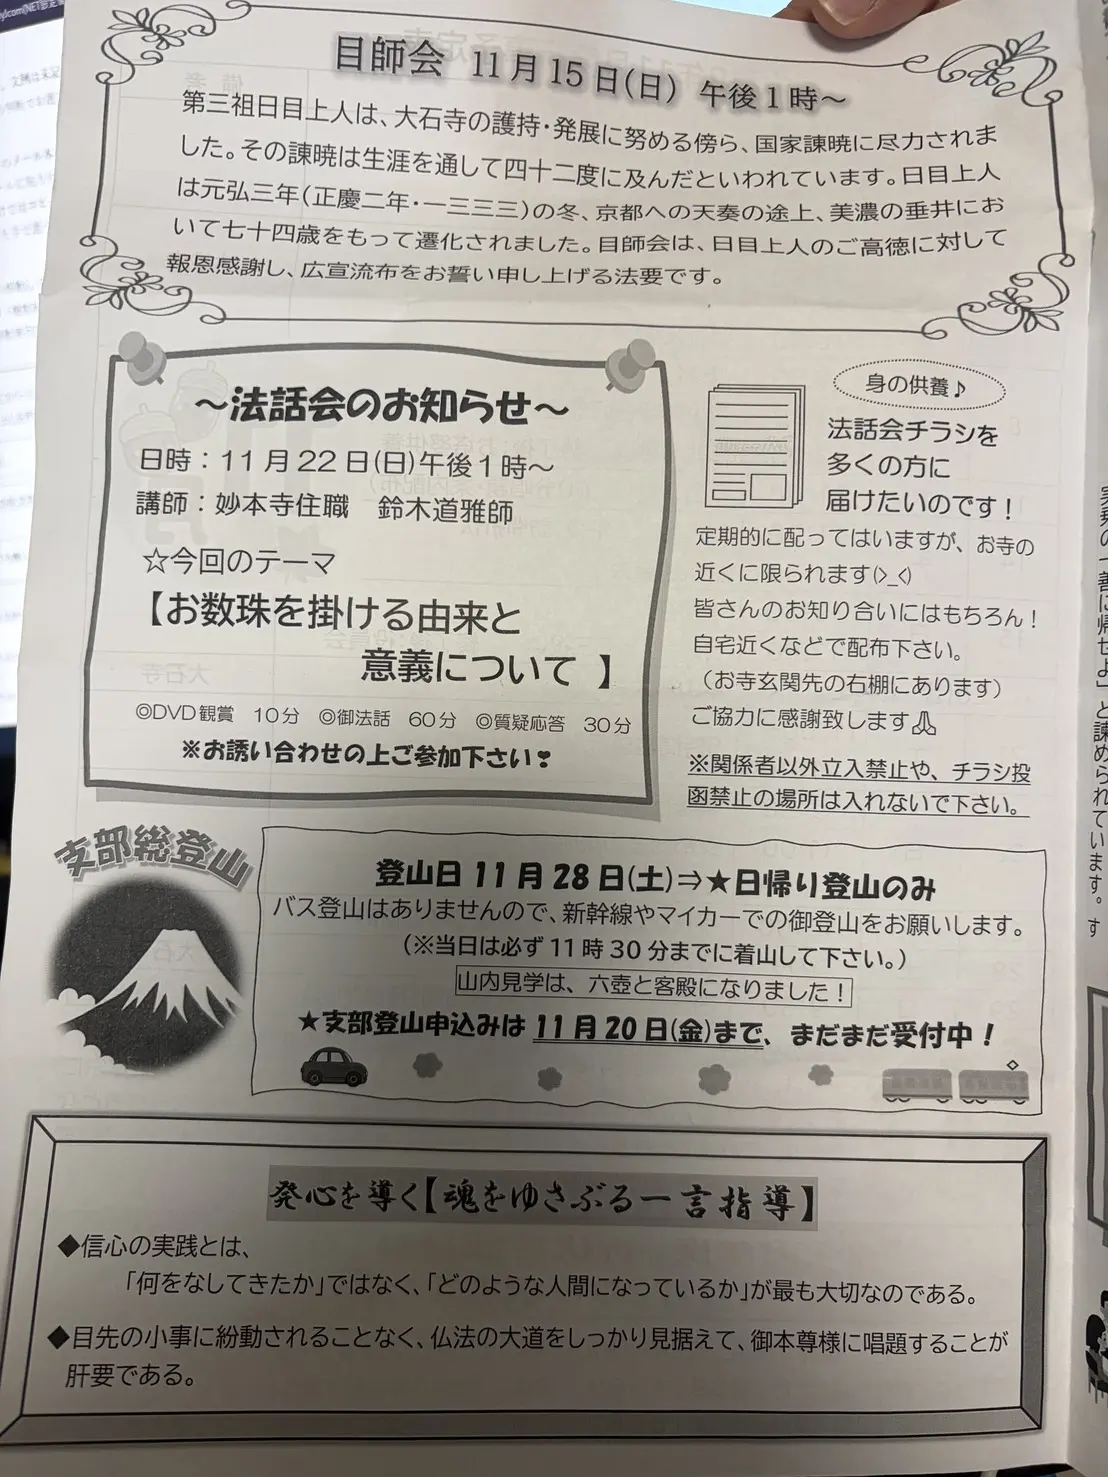 目師会 11月15日(日) 午後1時～
第三祖日目上人は、大石寺の護持・発展に努める傍ら、国家諫暁に尽力されま
した。その諫暁は生涯を通して四十二度に及んだといわれています。日目上人
は元弘三年(正慶二年・一三三三)の冬、京都への天奏の途上、美濃の垂井にお
いて七十四歳をもって遷化されました。目師会は、日目上人のご高徳に対して
報恩感謝し、広宣流布をお誓い申し上げる法要です。
～法話会のお知らせ～
日時：11月22日(日)午後1時～
講師：妙本寺住職　鈴木道雅師
☆今回のテーマ
【お数珠を掛ける由来と
意義について 】
◎DVD観賞　10分　◎御法話　60分　◎質疑応答　30分
※お誘い合わせの上ご参加下さい❣
身の供養♪
法話会チラシを
多くの方に
届けたいのです！
定期的に配ってはいますが、お寺の
近くに限られます(>_<)
皆さんのお知り合いにはもちろん！
自宅近くなどで配布下さい。
（お寺玄関先の右棚にあります）
ご協力に感謝致します🙏
※関係者以外立入禁止や、チラシ投
函禁止の場所は入れないで下さい。
支部総登山
登山日 11月28日(土)⇒★日帰り登山のみ
バス登山はありませんので、新幹線やマイカーでの御登山をお願いします。
（※当日は必ず11時30分までに着山して下さい。）
山内見学は、六壺と客殿になりました！
★支部登山申込みは 11月20日(金)まで、まだまだ受付中！
発心を導く【魂をゆさぶる一言指導】
◆信心の実践とは、
「何をなしてきたか」ではなく、「どのような人間になっているか」が最も大切なのである。
◆目先の小事に紛動されることなく、仏法の大道をしっかり見据えて、御本尊様に唱題することが
肝要である。